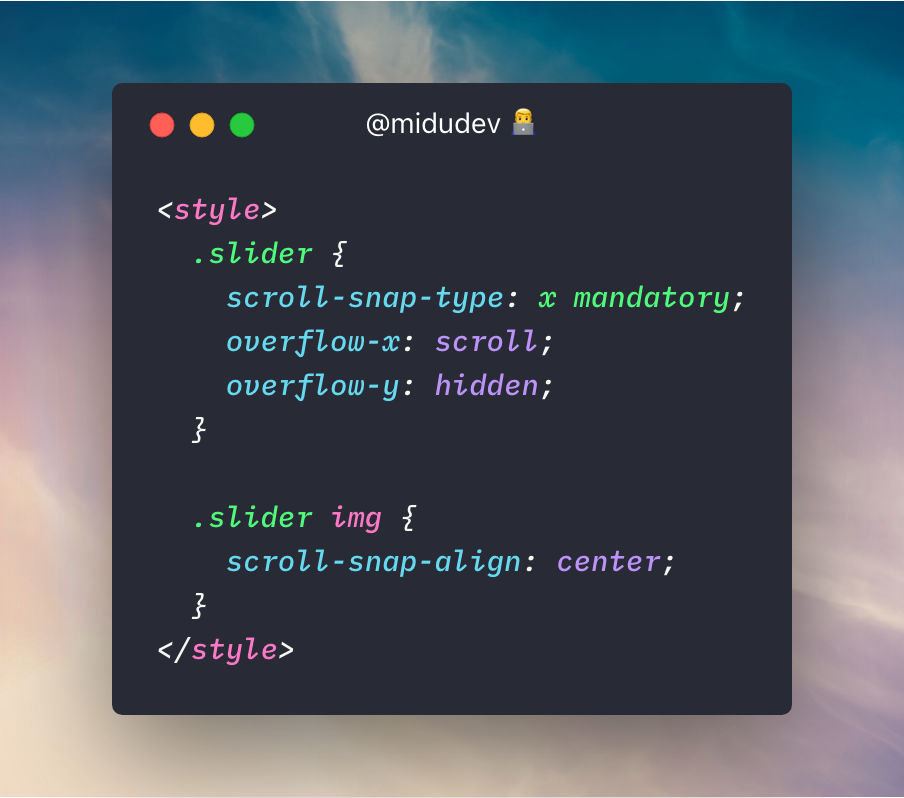 @midudev 👨‍💻
<style>
.slider {
scroll-snap-type: x mandatory;
overflow-x: scroll;
overflow-y: hidden;
}
.slider img {
scroll-snap-align: center;
}
</style>